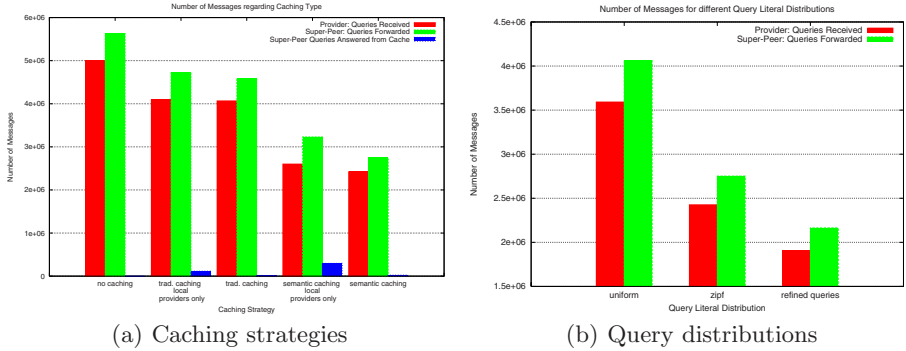 Number of Messages regarding Caching Type
Provider: Queries Received
Super-Peer: Queries Forwarded
Super-Peer Queries Answered from Cache
6e+06
5e+06
4e+06
3e+06
2e+06
1e+06
0
Number of Messages
no caching
trad. caching
local
providers only
trad. caching
semantic caching
local
providers only
semantic caching
Caching Strategy
(a) Caching strategies
Number of Messages for different Query Literal Distributions
Provider: Queries Received
Super-Peer: Queries Forwarded
4.5e+06
4e+06
3.5e+06
3e+06
2.5e+06
2e+06
1.5e+06
Number of Messages
uniform
zipf
refined queries
Query Literal Distribution
(b) Query distributions